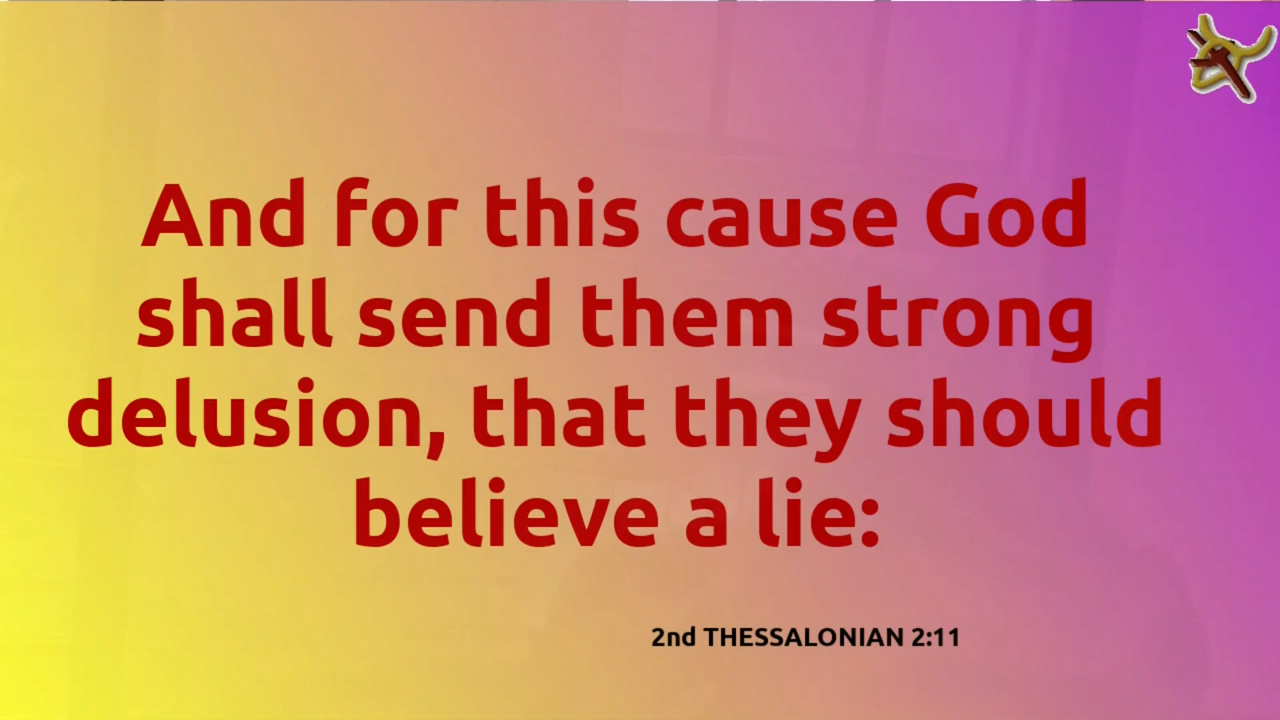 And for this cause God
shall send them strong
delusion, that they should
believe a lie:
2nd THESSALONIAN 2:11